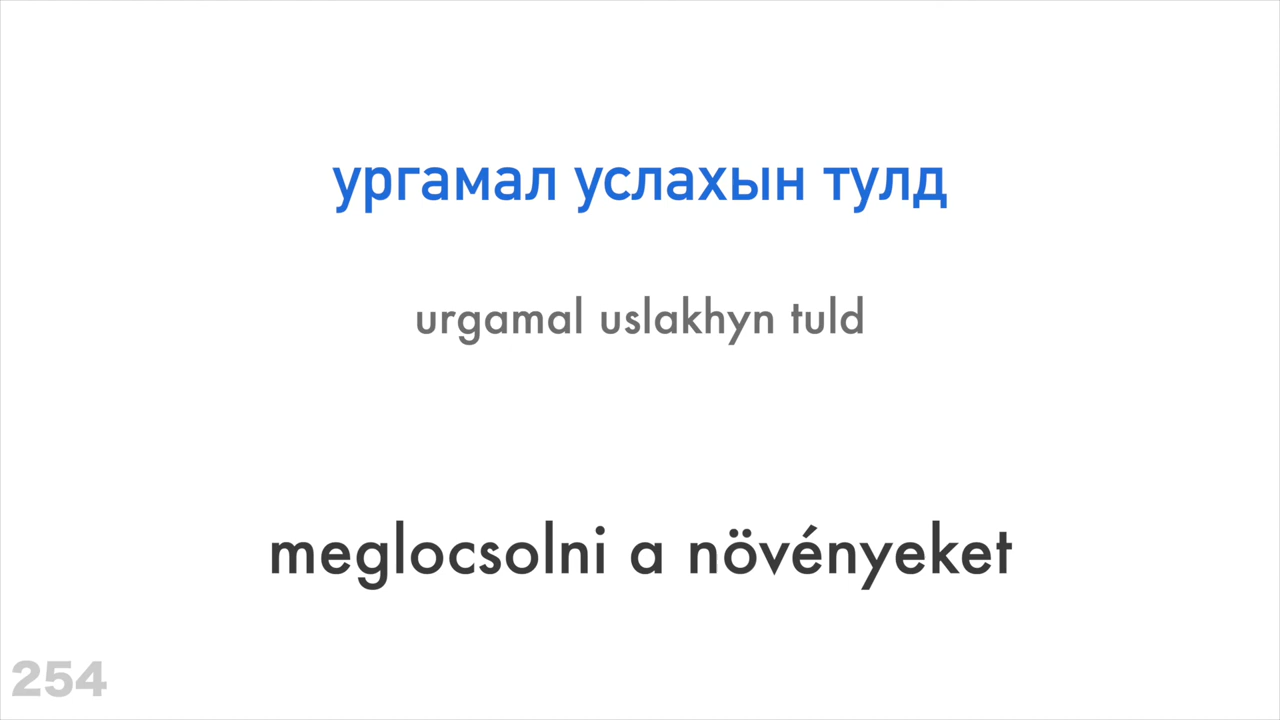 ургамал услахын тулд
urgamal uslakhyn tuld
meglocsolni a növényeket
254